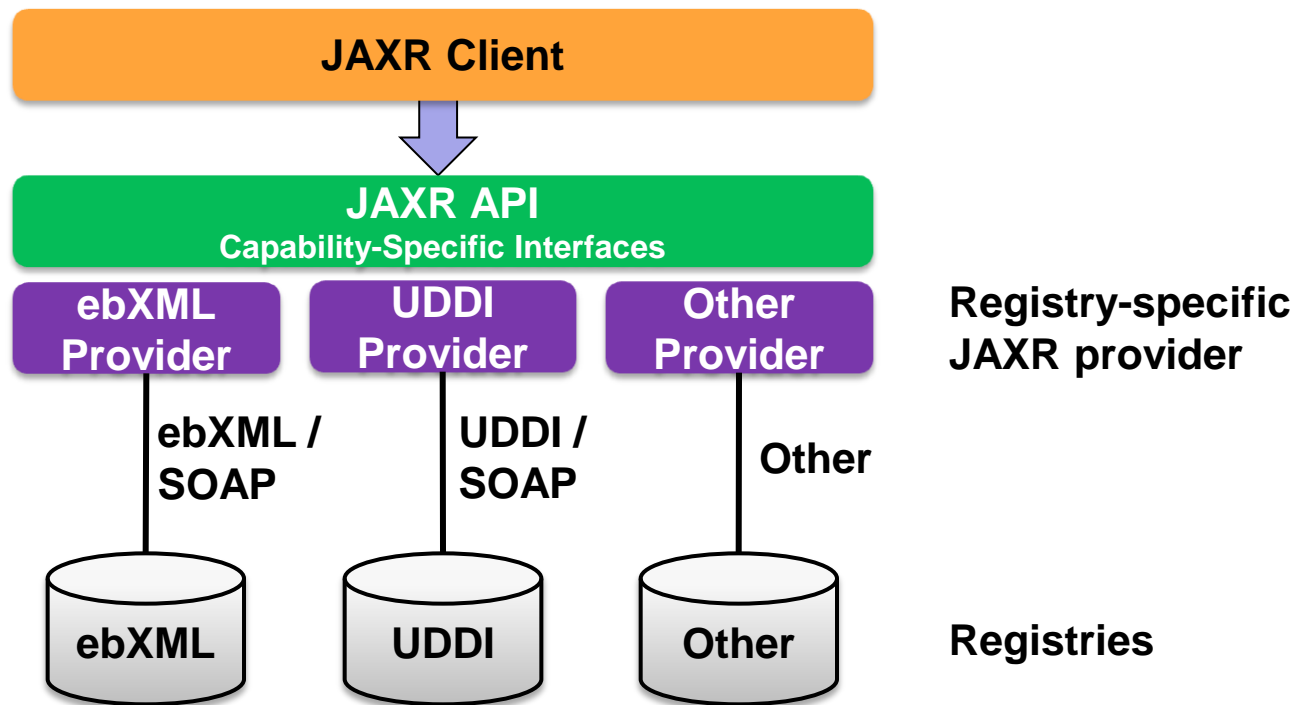 JAXR Client
JAXR API
Capability-Specific Interfaces
ebXML
Provider
UDDI
Provider
Other
Provider
Registry-specific
JAXR provider
ebXML /
SOAP
UDDI /
SOAP
Other
ebXML
UDDI
Other
Registries